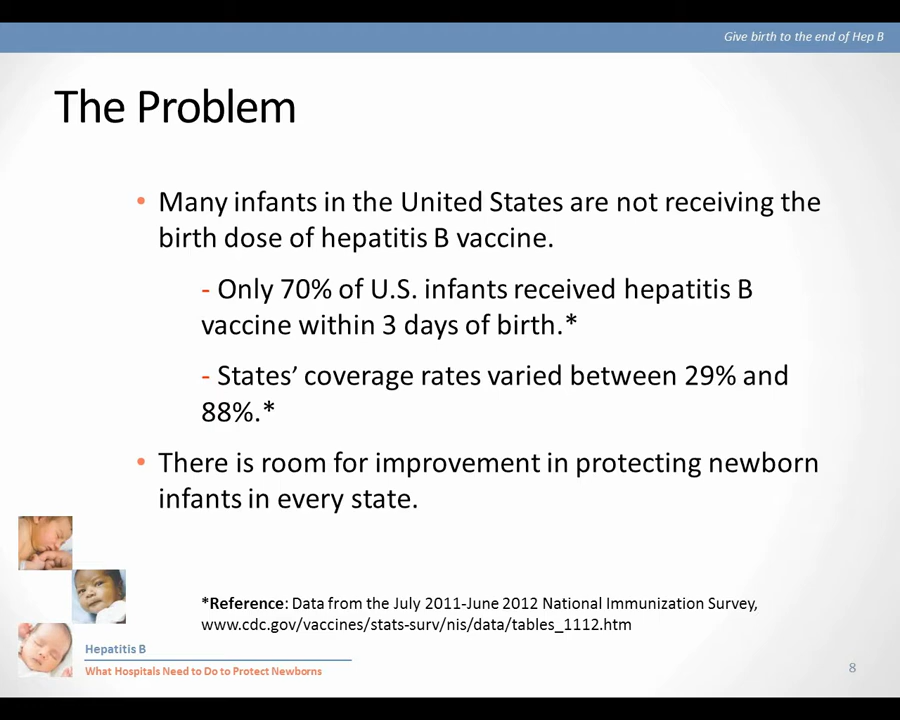 Give birth to the end of Hep B
The Problem
• Many infants in the United States are not receiving the
birth dose of hepatitis B vaccine.
- Only 70% of U.S. infants received hepatitis B
vaccine within 3 days of birth.*
- States’ coverage rates varied between 29% and
88%.*
• There is room for improvement in protecting newborn
infants in every state.
*Reference: Data from the July 2011-June 2012 National Immunization Survey,
www.cdc.gov/vaccines/stats-surv/nis/data/tables_1112.htm
Hepatitis B
What Hospitals Need to Do to Protect Newborns
8